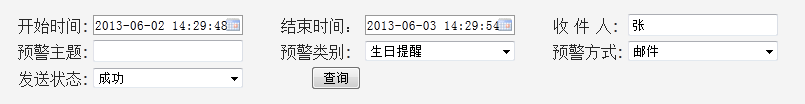 开始时间: 2013-06-02 14:29:48 结束时间: 2013-06-03 14:29:54 收 件 人: 张
预警主题: 预警类别: 生日提醒 预警方式: 邮件
发送状态: 成功 查询